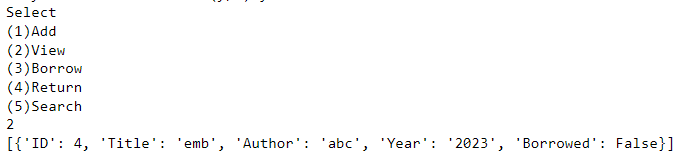 Select
(1)Add
(2)View
(3)Borrow
(4)Return
(5)Search
2
[{'ID': 4, 'Title': 'emb', 'Author': 'abc', 'Year': '2023', 'Borrowed': False}]